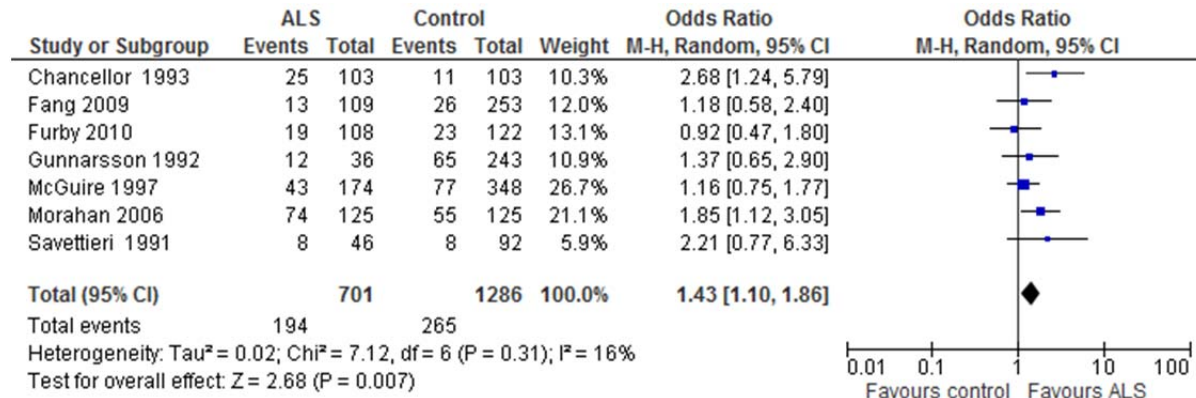 ALS Control Odds Ratio Odds Ratio
Study or Subgroup Events Total Events Total Weight M-H, Random, 95% CI M-H, Random, 95% CI
Chancellor 1993 25 103 11 103 10.3% 2.68 [1.24, 5.79]
Fang 2009 13 109 26 253 12.0% 1.18 [0.58, 2.40]
Furby 2010 19 108 23 122 13.1% 0.92 [0.47, 1.80]
Gunnarsson 1992 12 36 65 243 10.9% 1.37 [0.65, 2.90]
McGuire 1997 43 174 77 348 26.7% 1.16 [0.75, 1.77]
Morahan 2006 74 125 55 125 21.1% 1.85 [1.12, 3.05]
Savettieri 1991 8 46 8 92 5.9% 2.21 [0.77, 6.33]
Total (95% CI) 701 1286 100.0% 1.43 [1.10, 1.86]
Total events 194 265
Heterogeneity: Tau² = 0.02; Chi² = 7.12, df = 6 (P = 0.31); I² = 16%
Test for overall effect: Z = 2.68 (P = 0.007)
0.01 0.1 1 10 100
Favours control Favours ALS